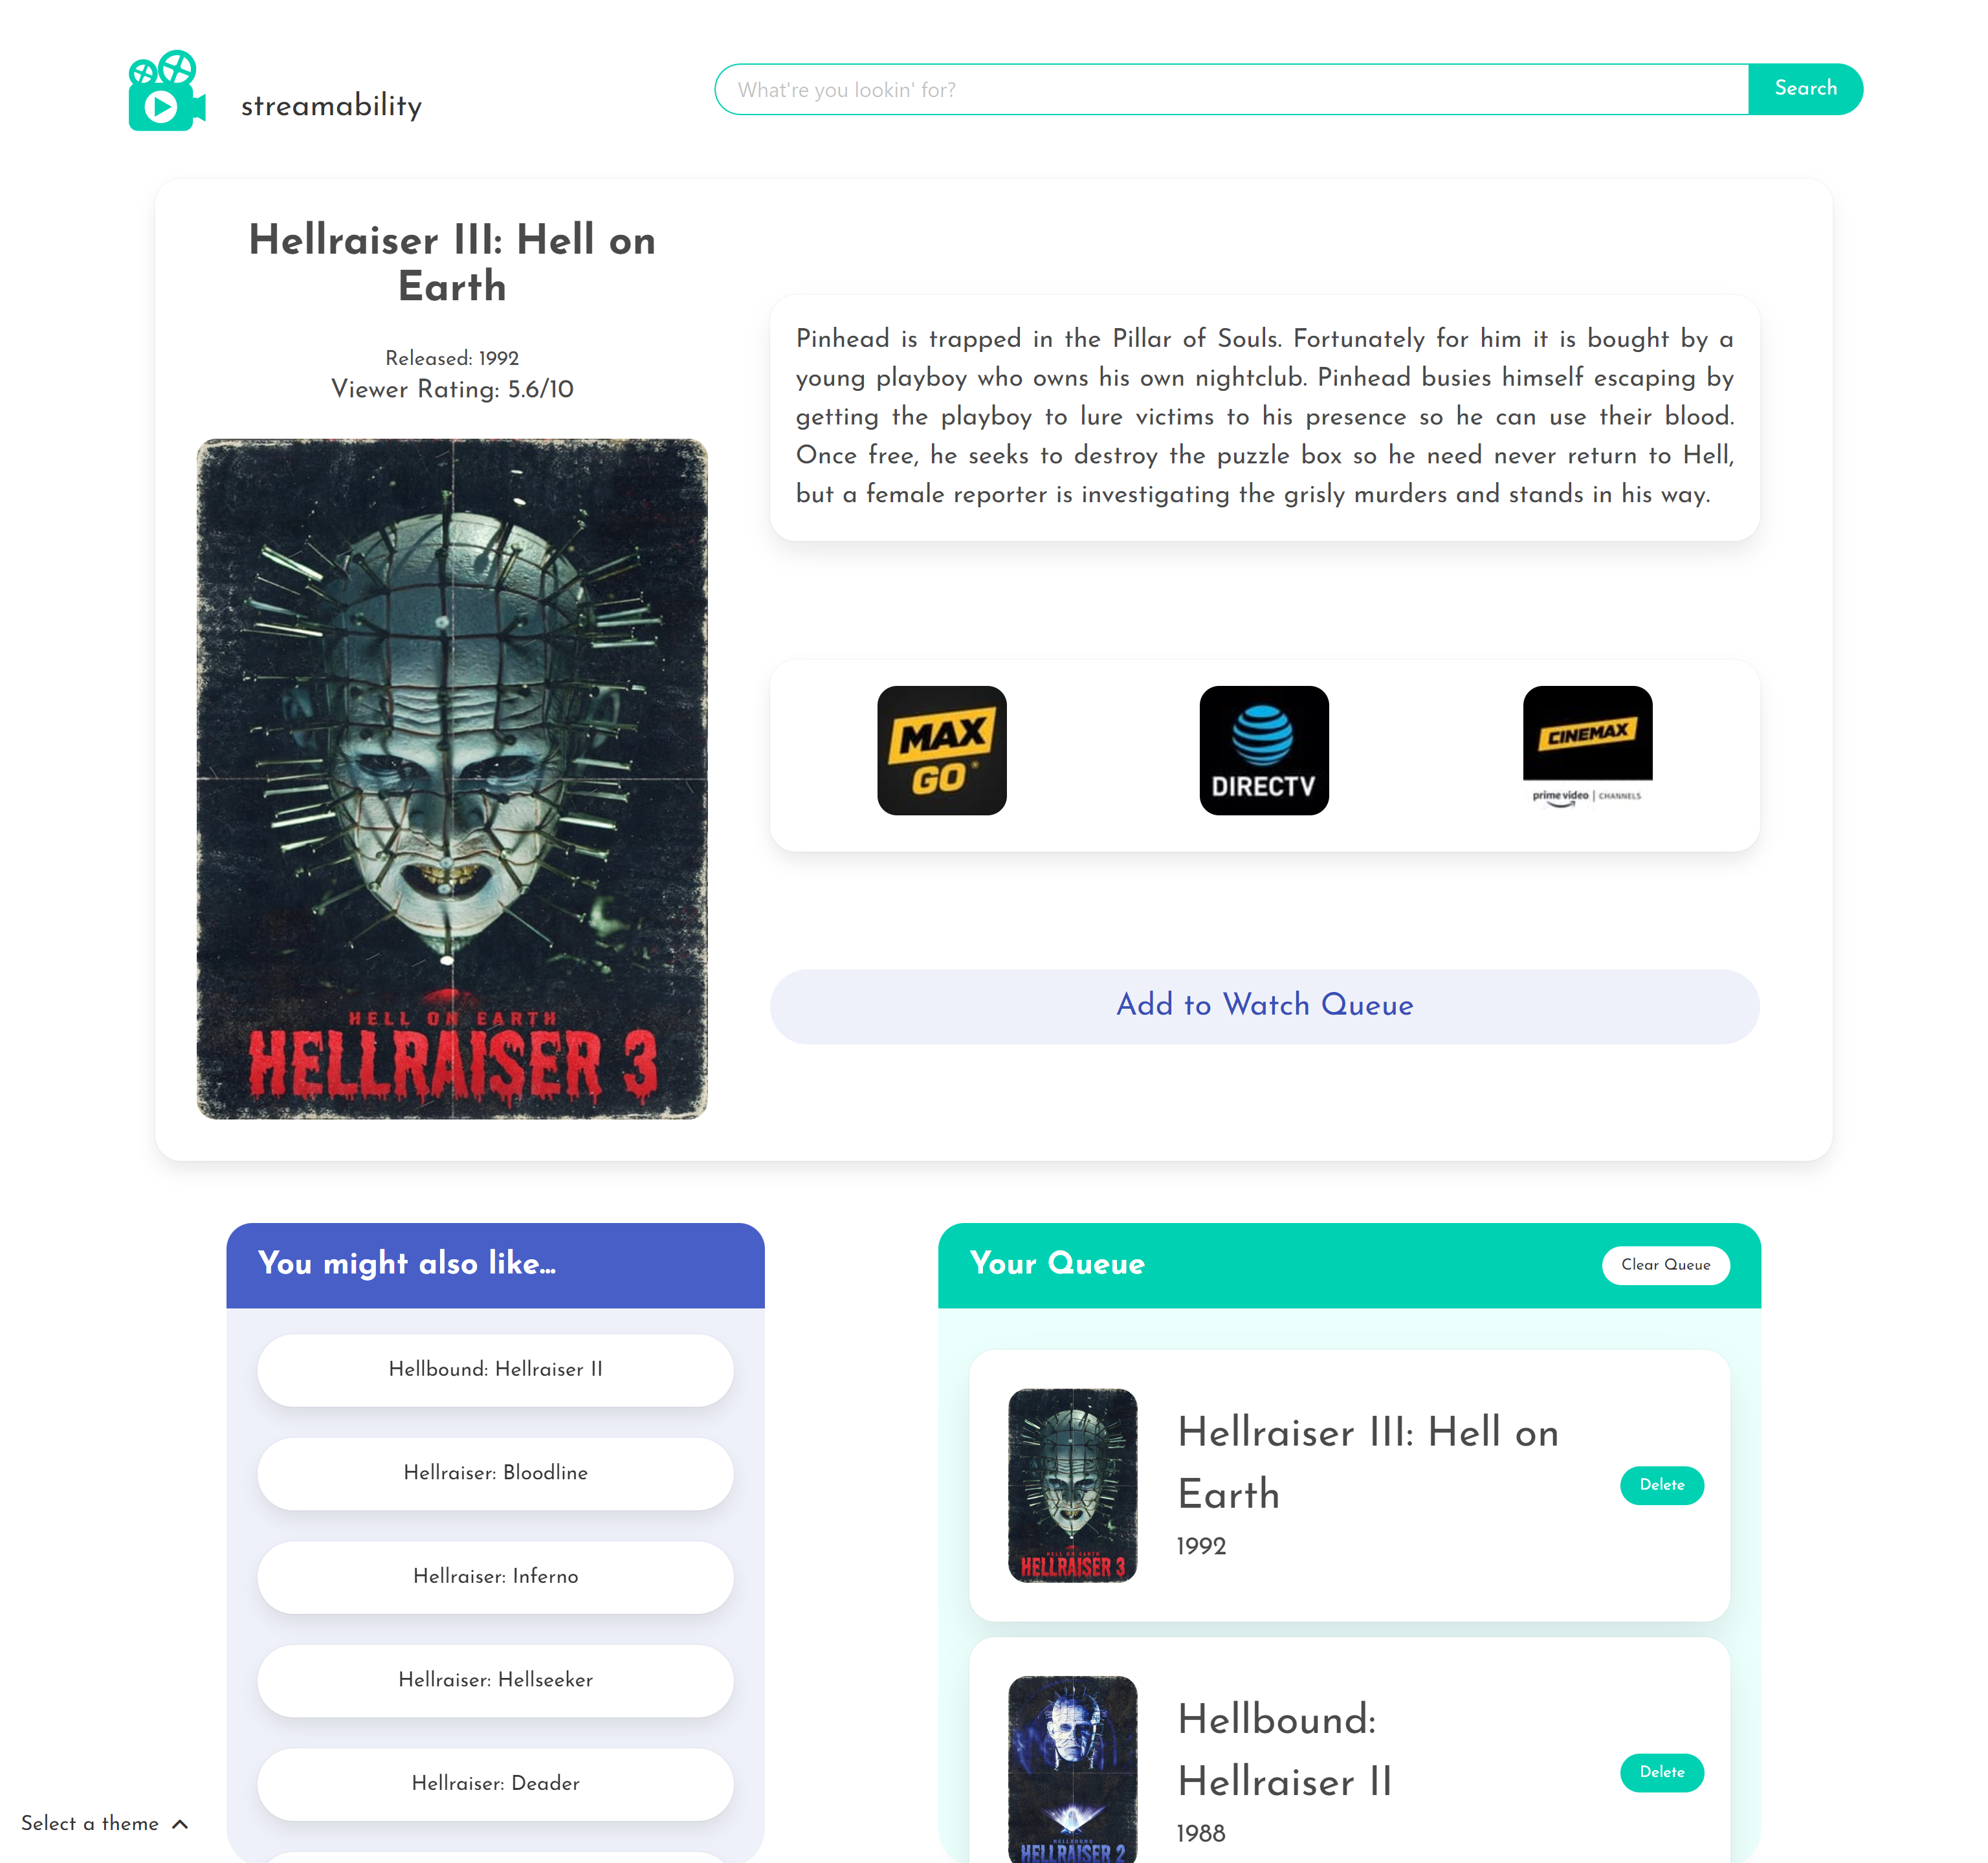 streamability
What're you lookin' for?
Search
Hellraiser III: Hell on
Earth
Released: 1992
Viewer Rating: 5.6/10
HELL ON EARTH
HELLRAISER 3
Pinhead is trapped in the Pillar of Souls. Fortunately for him it is bought by a
young playboy who owns his own nightclub. Pinhead busies himself escaping by
getting the playboy to lure victims to his presence so he can use their blood.
Once free, he seeks to destroy the puzzle box so he need never return to Hell,
but a female reporter is investigating the grisly murders and stands in his way.
MAX
GO
DIRECTV
CINEMAX
prime video | CHANNELS
Add to Watch Queue
You might also like...
Hellbound: Hellraiser II
Hellraiser: Bloodline
Hellraiser: Inferno
Hellraiser: Hellseeker
Hellraiser: Deader
Your Queue
Clear Queue
HELL ON EARTH
HELLRAISER 3
Hellraiser III: Hell on
Earth
1992
Delete
HELLBOUND
HELLRAISER 2
Hellbound:
Hellraiser II
1988
Delete
Select a theme